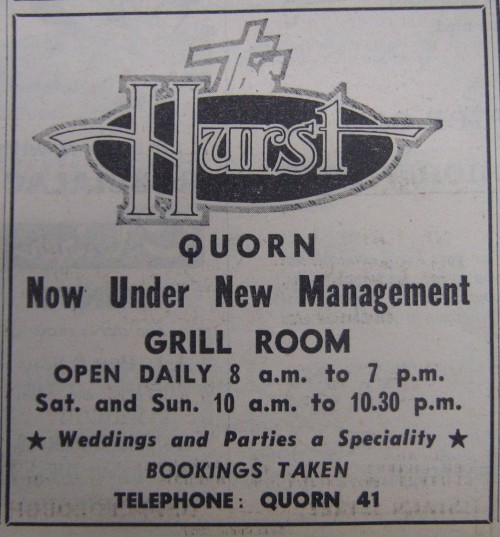 Hurst
QUORN
Now Under New Management
GRILL ROOM
OPEN DAILY 8 a.m. to 7 p.m.
Sat. and Sun. 10 a.m. to 10.30 p.m.
★ Weddings and Parties a Speciality ★
BOOKINGS TAKEN
TELEPHONE: QUORN 41